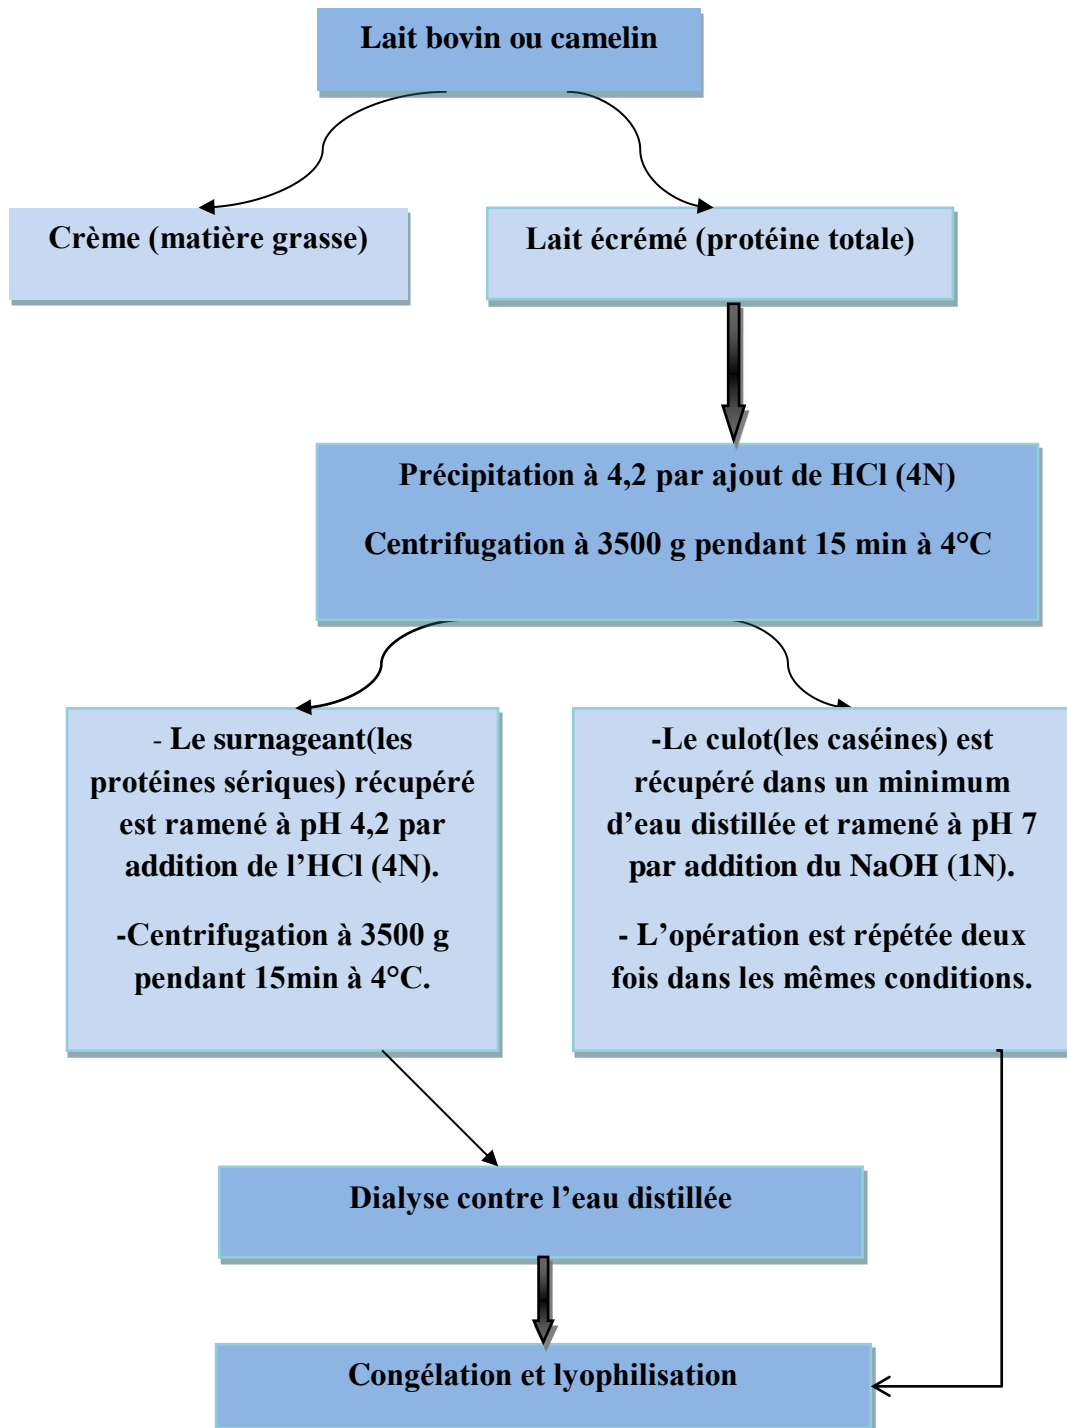 Lait bovin ou camelin
Crème (matière grasse)
Lait écrémé (protéine totale)
Précipitation à 4,2 par ajout de HCl (4N)
Centrifugation à 3500 g pendant 15 min à 4°C
- Le surnageant(les
protéines sériques) récupéré
est ramené à pH 4,2 par
addition de l’HCl (4N).
-Centrifugation à 3500 g
pendant 15min à 4°C.
-Le culot(les caséines) est
récupéré dans un minimum
d’eau distillée et ramené à pH 7
par addition du NaOH (1N).
- L’opération est répétée deux
fois dans les mêmes conditions.
Dialyse contre l’eau distillée
Congélation et lyophilisation